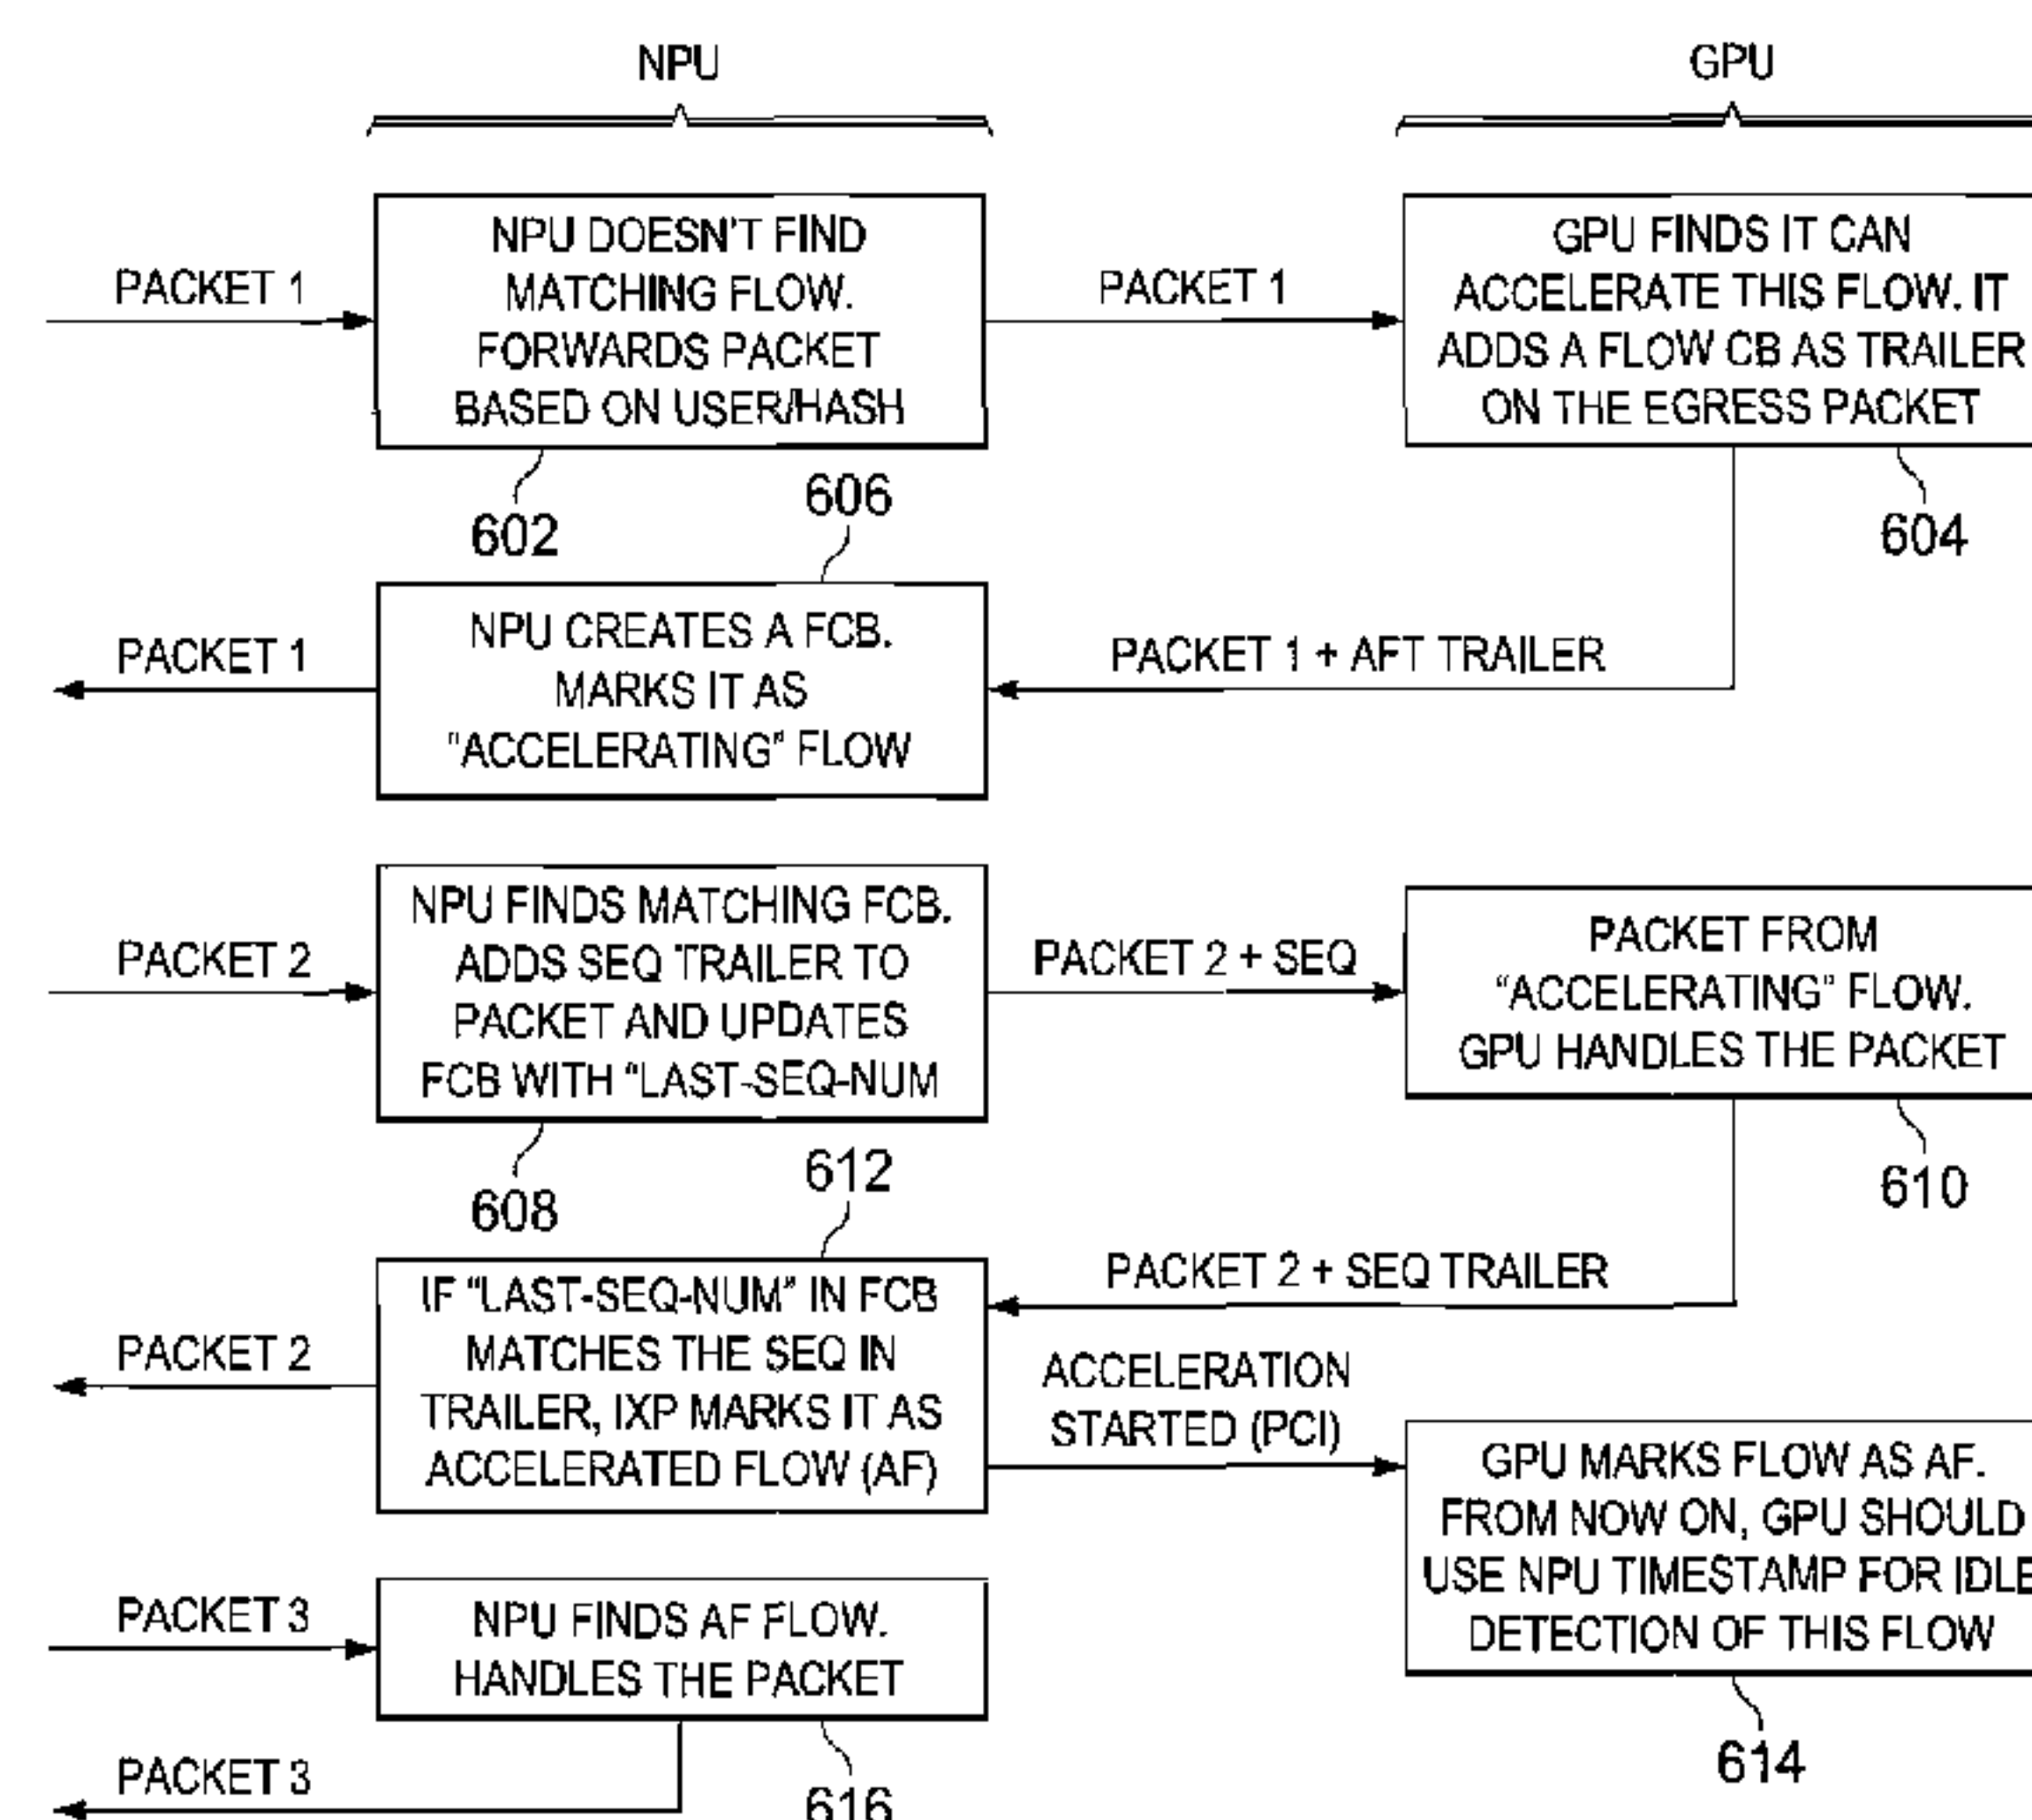 NPU
GPU
PACKET 1
NPU DOESN'T FIND
MATCHING FLOW.
FORWARDS PACKET
BASED ON USER/HASH
PACKET 1
GPU FINDS IT CAN
ACCELERATE THIS FLOW. IT
ADDS A FLOW CB AS TRAILER
ON THE EGRESS PACKET
602
606
604
PACKET 1
NPU CREATES A FCB.
MARKS IT AS
"ACCELERATING" FLOW
PACKET 1 + AFT TRAILER
PACKET 2
NPU FINDS MATCHING FCB.
ADDS SEQ TRAILER TO
PACKET AND UPDATES
FCB WITH "LAST-SEQ-NUM
PACKET 2 + SEQ
PACKET FROM
"ACCELERATING" FLOW.
GPU HANDLES THE PACKET
608
612
610
PACKET 2
IF "LAST-SEQ-NUM" IN FCB
MATCHES THE SEQ IN
TRAILER, IXP MARKS IT AS
ACCELERATED FLOW (AF)
PACKET 2 + SEQ TRAILER
ACCELERATION
STARTED (PCI)
GPU MARKS FLOW AS AF.
FROM NOW ON, GPU SHOULD
USE NPU TIMESTAMP FOR IDLE
DETECTION OF THIS FLOW
614
PACKET 3
NPU FINDS AF FLOW.
HANDLES THE PACKET
PACKET 3
616